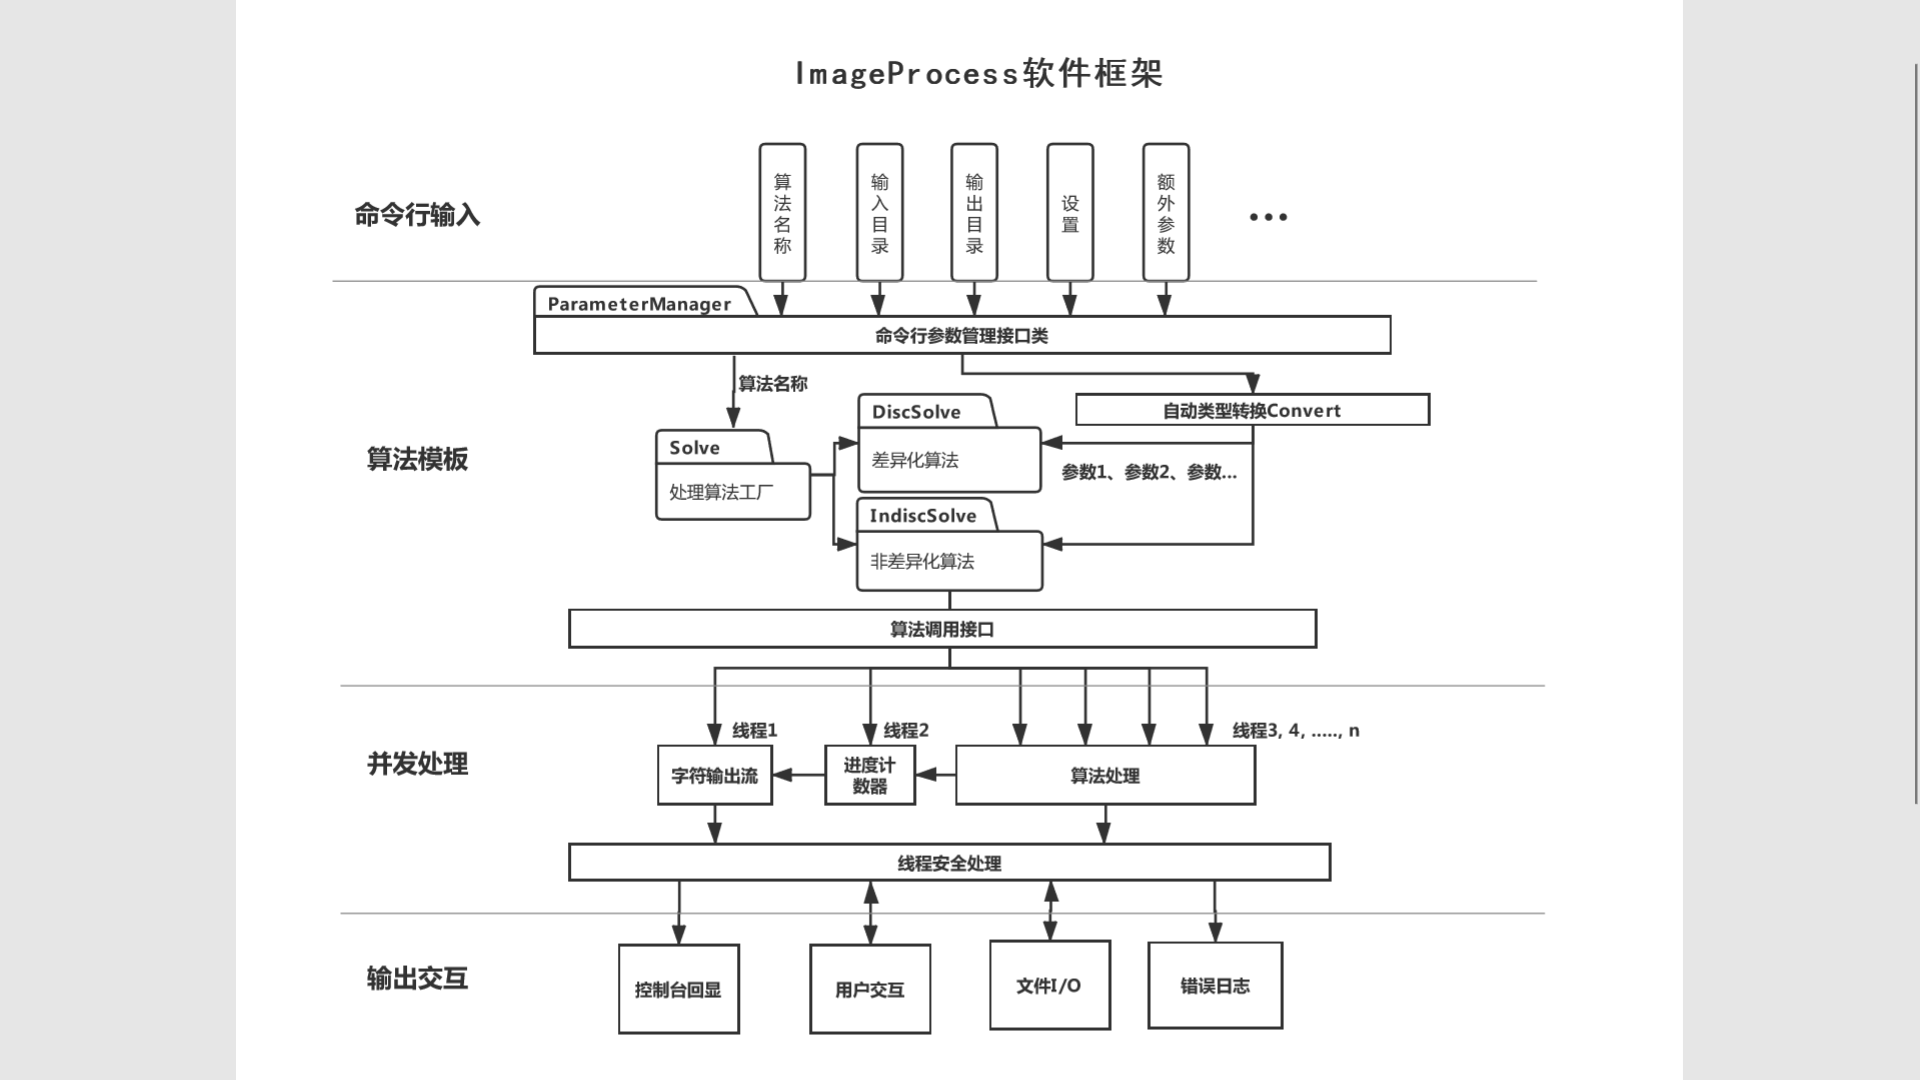 ImageProcess软件框架
命令行输入
算法名称
输入目录
输出目录
设置
额外参数
...
ParameterManager
命令行参数管理接口类
算法名称
自动类型转换Convert
算法模板
Solve
处理算法工厂
DiscSolve
差异化算法
参数1、参数2、参数...
IndiscSolve
非差异化算法
算法调用接口
并发处理
线程1
线程2
线程3, 4, ....., n
字符输出流
进度计
数器
算法处理
线程安全处理
输出交互
控制台回显
用户交互
文件I/O
错误日志